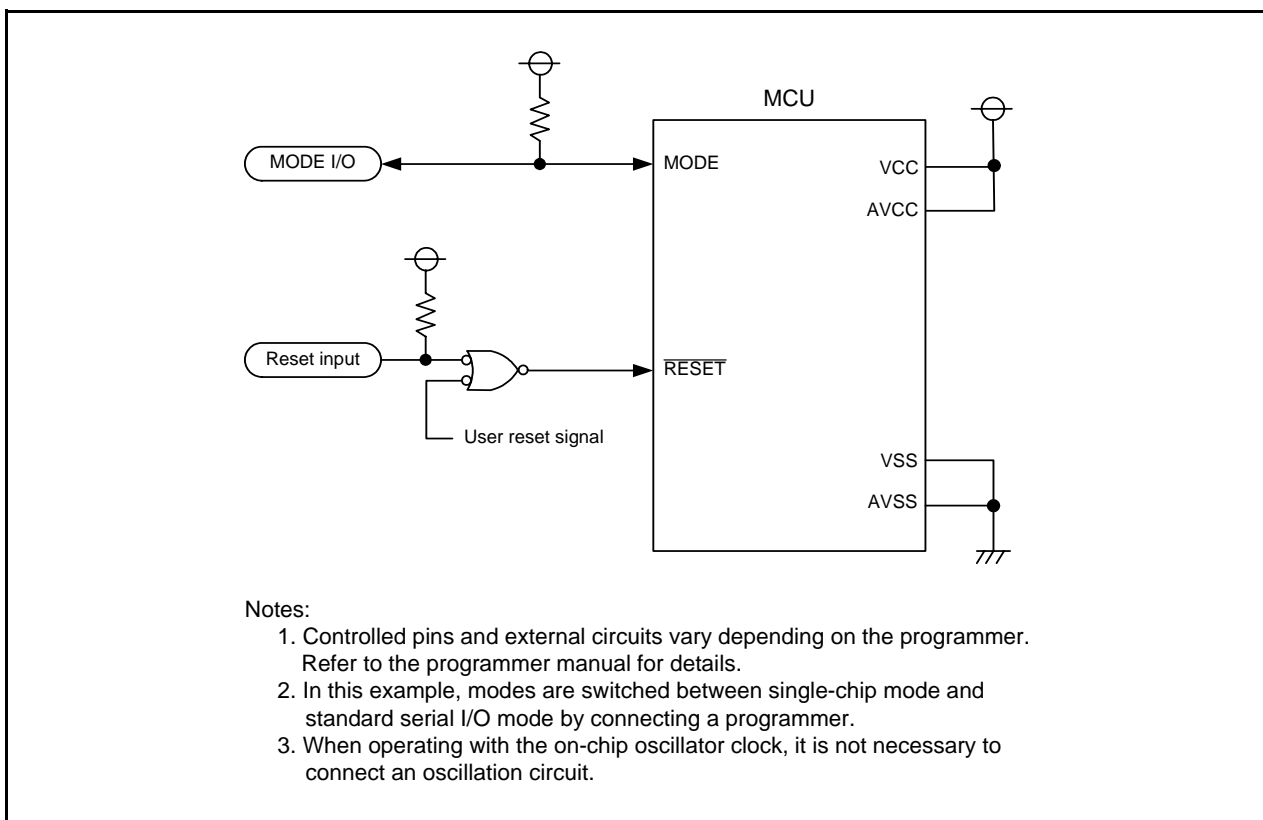 MCU
MODE I/O
MODE
VCC
AVCC
Reset input
RESET
User reset signal
VSS
AVSS
Notes:
1. Controlled pins and external circuits vary depending on the programmer.
Refer to the programmer manual for details.
2. In this example, modes are switched between single-chip mode and
standard serial I/O mode by connecting a programmer.
3. When operating with the on-chip oscillator clock, it is not necessary to
connect an oscillation circuit.